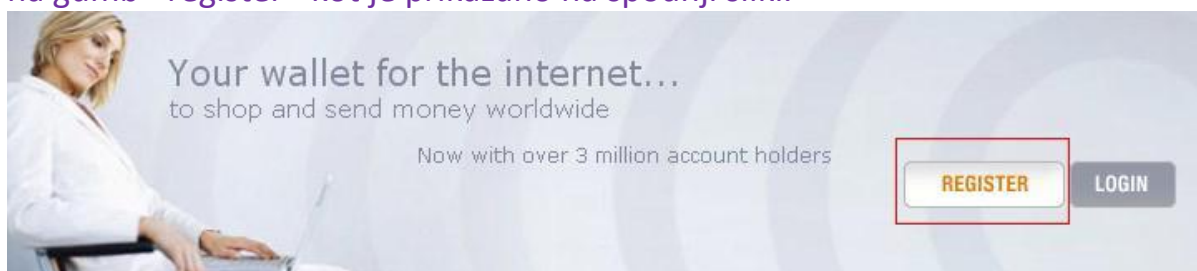 Your wallet for the internet...
to shop and send money worldwide
Now with over 3 million account holders
REGISTER
LOGIN